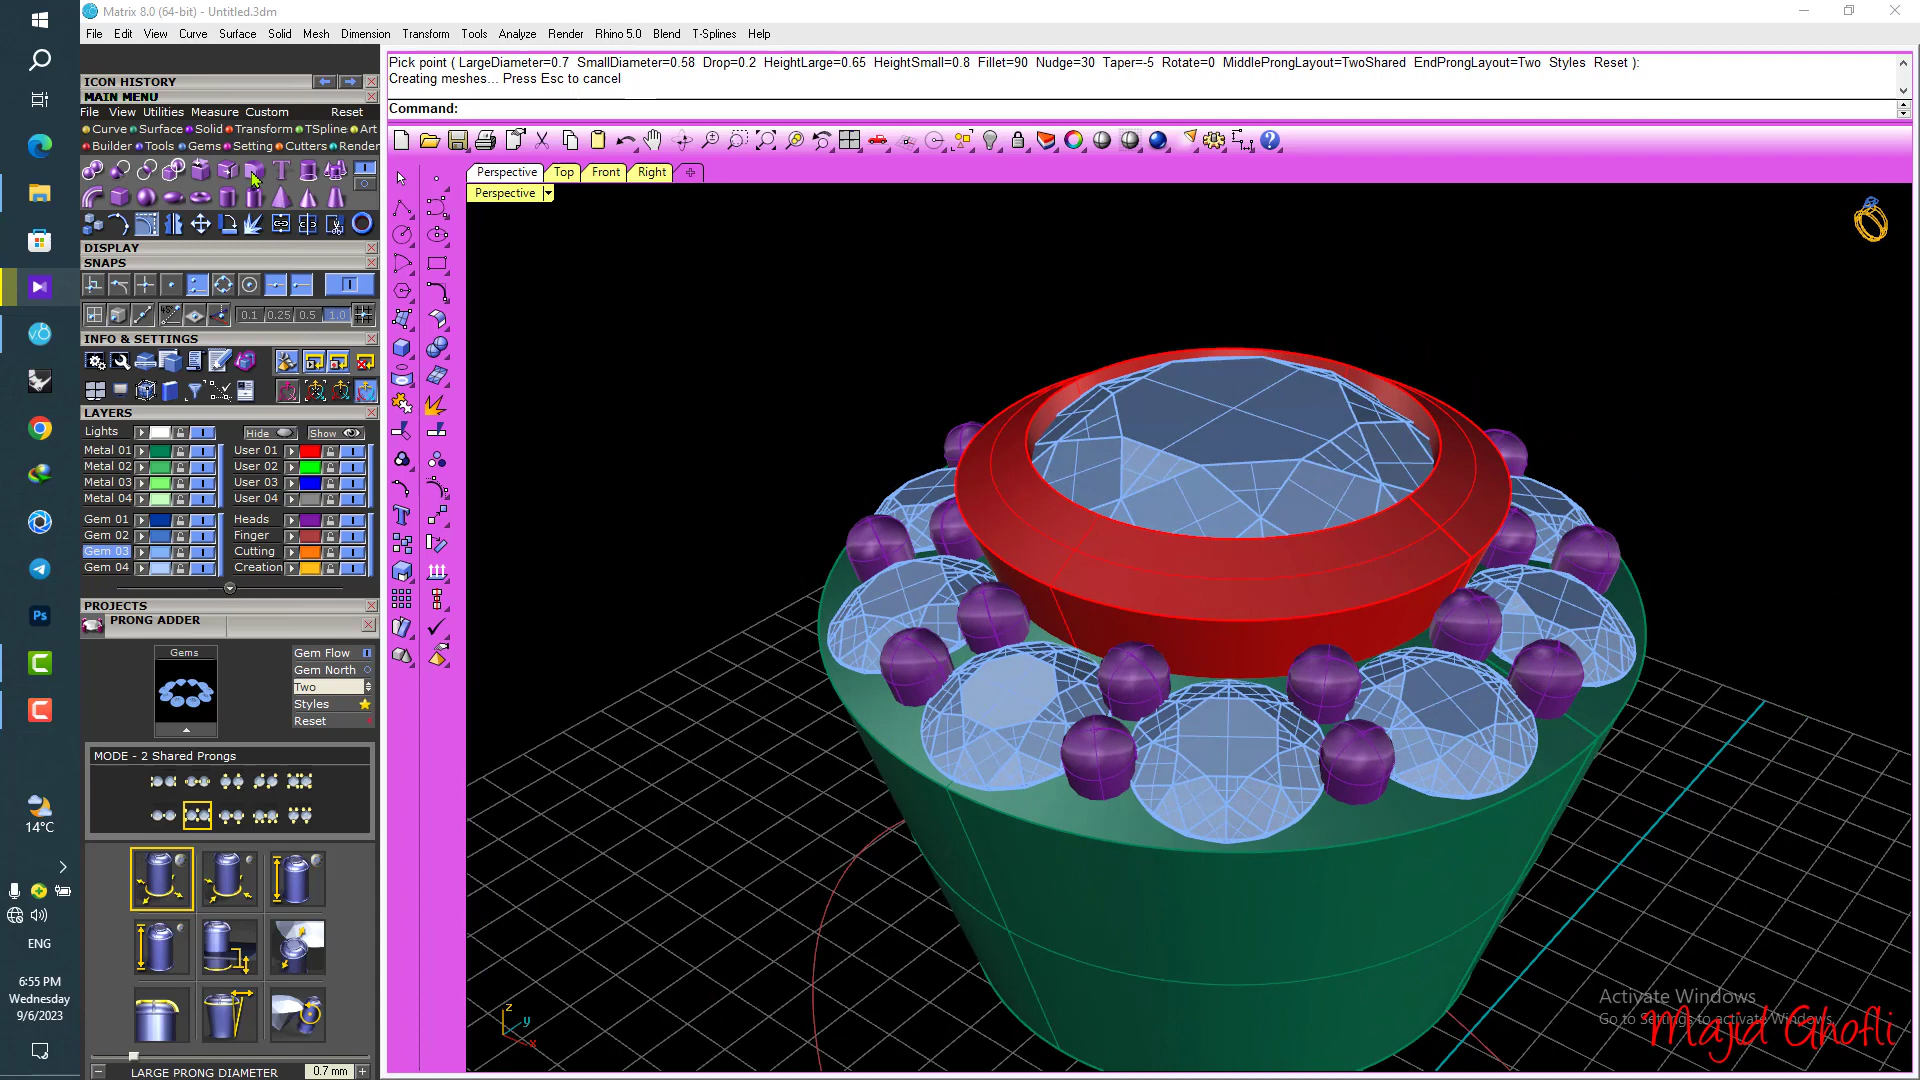 Matrix 8.0 (64-bit) - Untitled.3dm
File Edit View Curve Surface Solid Mesh Dimension Transform Tools Analyze Render Rhino 5.0 Blend T-Splines Help
Pick point ( LargeDiameter=0.7 SmallDiameter=0.58 Drop=0.2 HeightLarge=0.65 HeightSmall=0.8 Fillet=90 Nudge=30 Taper=-5 Rotate=0 MiddleProngLayout=TwoShared EndProngLayout=Two Styles Reset ):
Creating meshes... Press Esc to cancel
Command:
ICON HISTORY
MAIN MENU
File View Utilities Measure Custom Reset
Curve Surface Solid Transform TSpline Art
Builder Tools Gems Setting Cutters Render
Perspective Top Front Right
Perspective
DISPLAY
SNAPS
0.1 0.25 0.5 1.0
INFO & SETTINGS
LAYERS
Lights Hide Show
Metal 01 User 01
Metal 02 User 02
Metal 03 User 03
Metal 04 User 04
Gem 01 Heads
Gem 02 Finger
Gem 03 Cutting
Gem 04 Creation
PROJECTS
PRONG ADDER
Gems
Gem Flow
Gem North
Two
Styles
Reset
MODE - 2 Shared Prongs
LARGE PRONG DIAMETER 0.7 mm
14°C
ENG
6:55 PM
Wednesday
9/6/2023
z
y
x
Activate Windows
Go to Settings to activate Windows.
Majid Ghofli